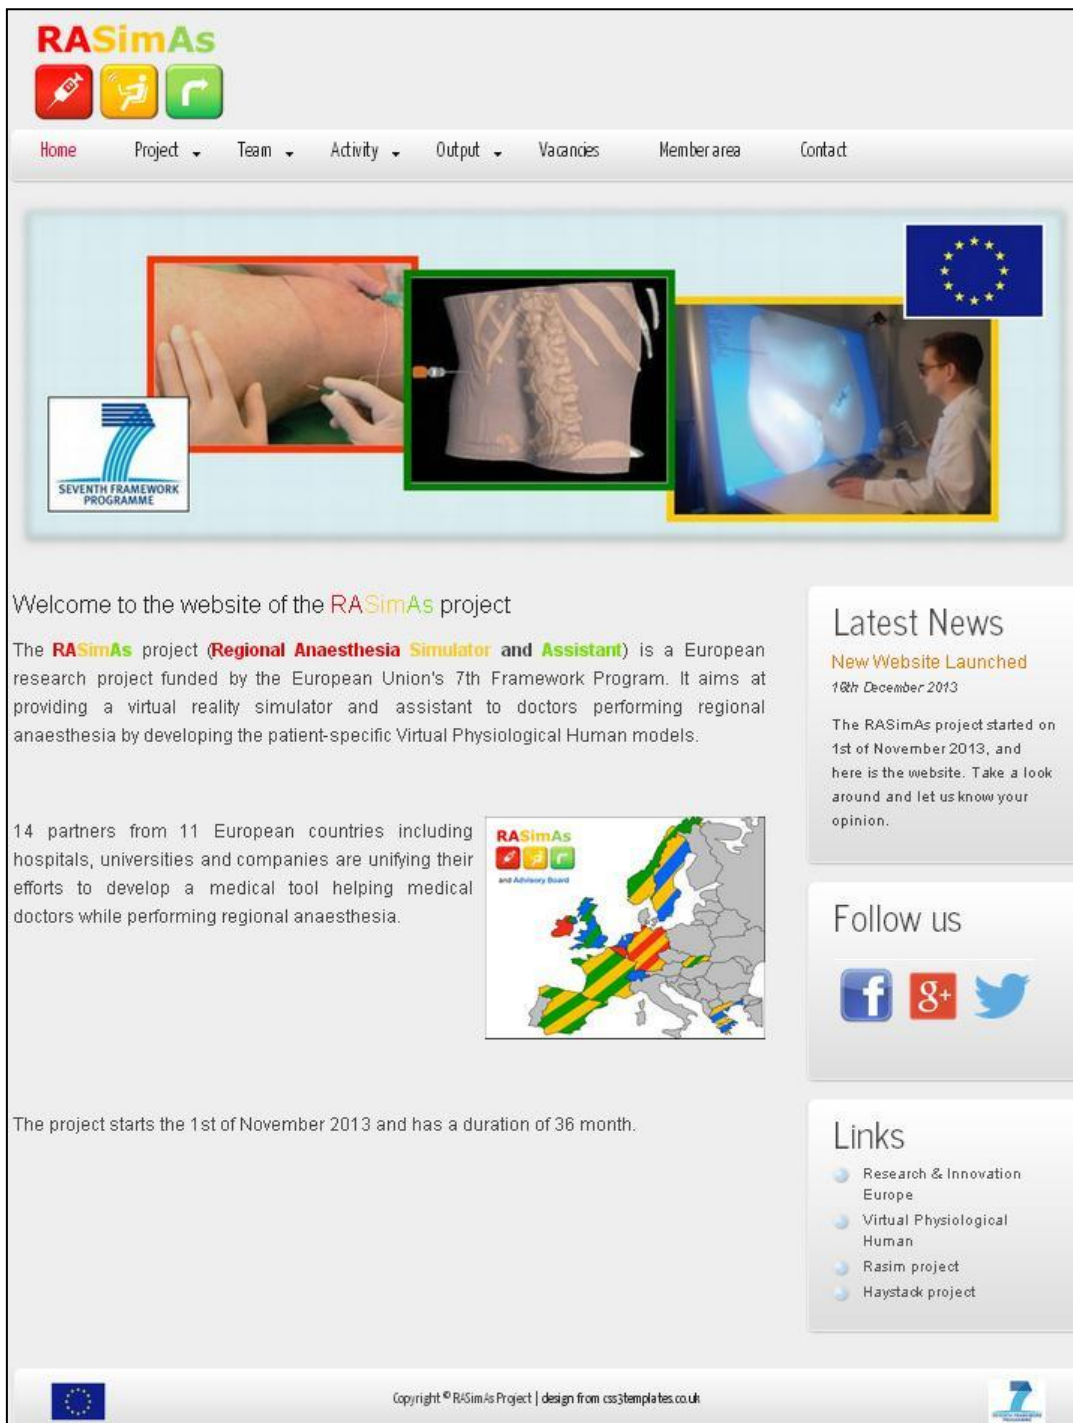 RASimAs
Home Project Team Activity Output Vacancies Member area Contact
SEVENTH FRAMEWORK
PROGRAMME
Welcome to the website of the RASimAs project
The RASimAs project (Regional Anaesthesia Simulator and Assistant) is a European
research project funded by the European Union's 7th Framework Program. It aims at
providing a virtual reality simulator and assistant to doctors performing regional
anaesthesia by developing the patient-specific Virtual Physiological Human models.
14 partners from 11 European countries including
hospitals, universities and companies are unifying their
efforts to develop a medical tool helping medical
doctors while performing regional anaesthesia.
RASimAs
and Advisory Board
The project starts the 1st of November 2013 and has a duration of 36 month.
Latest News
New Website Launched
16th December 2013
The RASimAs project started on
1st of November 2013, and
here is the website. Take a look
around and let us know your
opinion.
Follow us
f g+
Links
Research & Innovation
Europe
Virtual Physiological
Human
Rasim project
Haystack project
Copyright © RASimAs Project | design from css3templates.co.uk
SEVENTH FRAMEWORK
PROGRAMME